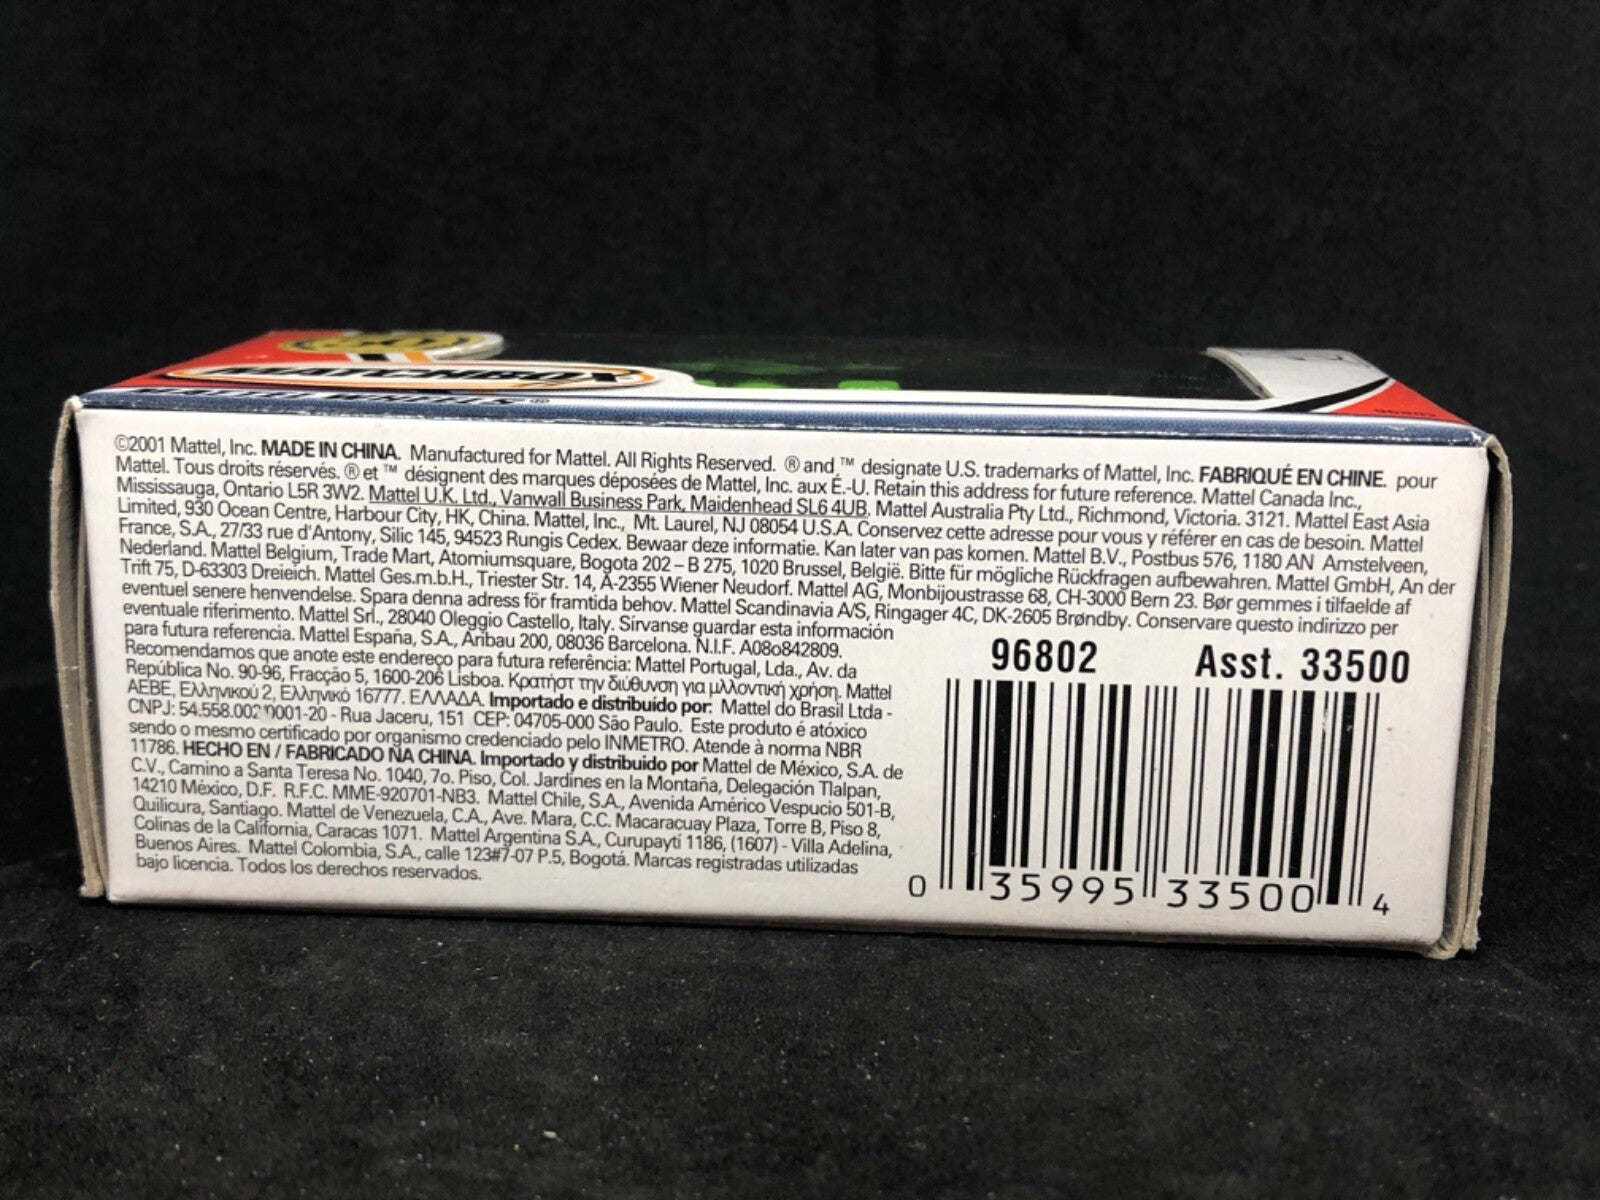 MATCHBOX
BATTLE WHEELS ®
96802
©2001 Mattel, Inc. MADE IN CHINA. Manufactured for Mattel. All Rights Reserved. ® and ™ designate U.S. trademarks of Mattel, Inc. FABRIQUÉ EN CHINE. pour
Mattel. Tous droits réservés. ® et ™ désignent des marques déposées de Mattel, Inc. aux É.-U. Retain this address for future reference. Mattel Canada Inc.,
Mississauga, Ontario L5R 3W2. Mattel U.K. Ltd., Vanwall Business Park, Maidenhead SL6 4UB. Mattel Australia Pty Ltd., Richmond, Victoria. 3121. Mattel East Asia
Limited, 930 Ocean Centre, Harbour City, HK, China. Mattel, Inc., Mt. Laurel, NJ 08054 U.S.A. Conservez cette adresse pour vous y référer en cas de besoin. Mattel
France, S.A., 27/33 rue d'Antony, Silic 145, 94523 Rungis Cedex. Bewaar deze informatie. Kan later van pas komen. Mattel B.V., Postbus 576, 1180 AN Amstelveen,
Nederland. Mattel Belgium, Trade Mart, Atomiumsquare, Bogota 202 – B 275, 1020 Brussel, België. Bitte für mögliche Rückfragen aufbewahren. Mattel GmbH, An der
Trift 75, D-63303 Dreieich. Mattel Ges.m.b.H., Triester Str. 14, A-2355 Wiener Neudorf. Mattel AG, Monbijoustrasse 68, CH-3000 Bern 23. Bør gemmes i tilfaelde af
eventuel senere henvendelse. Spara denna adress för framtida behov. Mattel Scandinavia A/S, Ringager 4C, DK-2605 Brøndby. Conservare questo indirizzo per
eventuale riferimento. Mattel Srl., 28040 Oleggio Castello, Italy. Sírvanse guardar esta información
para futura referencia. Mattel España, S.A., Aribau 200, 08036 Barcelona. N.I.F. A08o842809.
Recomendamos que anote este endereço para futura referência: Mattel Portugal, Lda., Av. da
República No. 90-96, Fracção 5, 1600-206 Lisboa. Κρατήστ την διύθυνση για μλλοντική χρήση. Mattel
AEBE, Ελληνικού 2, Ελληνικό 16777. ΕΛΛΑΔΑ. Importado e distribuído por: Mattel do Brasil Ltda -
CNPJ: 54.558.002 0001-20 - Rua Jaceru, 151 CEP: 04705-000 São Paulo. Este produto é atóxico
sendo o mesmo certificado por organismo credenciado pelo INMETRO. Atende à norma NBR
11786. HECHO EN / FABRICADO NA CHINA. Importado y distribuido por Mattel de México, S.A. de
C.V., Camino a Santa Teresa No. 1040, 7o. Piso, Col. Jardines en la Montaña, Delegación Tlalpan,
14210 México, D.F. R.F.C. MME-920701-NB3. Mattel Chile, S.A., Avenida Américo Vespucio 501-B,
Quilicura, Santiago. Mattel de Venezuela, C.A., Ave. Mara, C.C. Macaracuay Plaza, Torre B, Piso 8,
Colinas de la California, Caracas 1071. Mattel Argentina S.A., Curupaytí 1186, (1607) - Villa Adelina,
Buenos Aires. Mattel Colombia, S.A., calle 123#7-07 P.5, Bogotá. Marcas registradas utilizadas
bajo licencia. Todos los derechos reservados.
96802 Asst. 33500
0 35995 33500 4